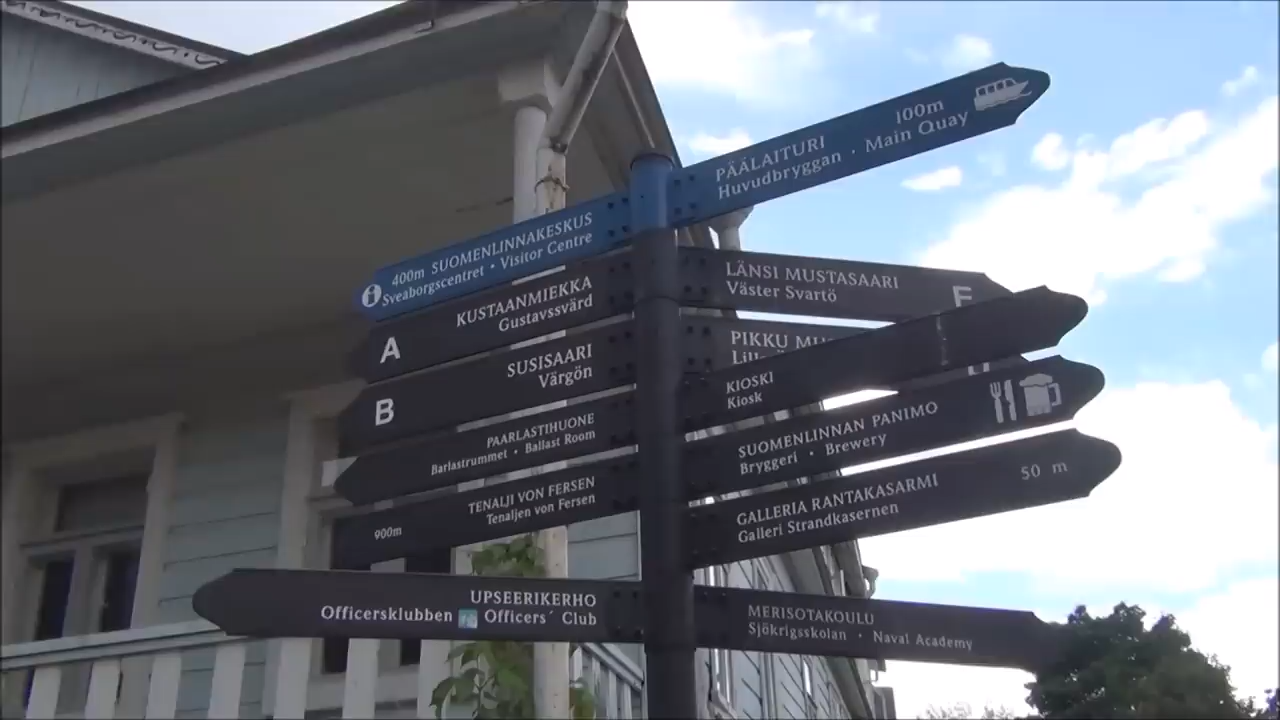 PÄÄLAITURI 100m
Huvudbryggan · Main Quay
400m SUOMENLINNAKESKUS
Sveaborgscentret · Visitor Centre
KUSTAANMIEKKA
Gustavssvärd
A
SUSISAARI
Värgön
B
PAARLASTIHUONE
Barlastrummet · Ballast Room
TENALJI VON FERSEN
Tenaljen von Fersen
900m
UPSEERIKERHO
Officersklubben Officers´ Club
LÄNSI MUSTASAARI
Väster Svartö
PIKKU
KIOSKI
Kiosk
SUOMENLINNAN PANIMO
Bryggeri · Brewery
GALLERIA RANTAKASARMI 50 m
Galleri Strandkasernen
MERISOTAKOULU
Sjökrigsskolan · Naval Academy